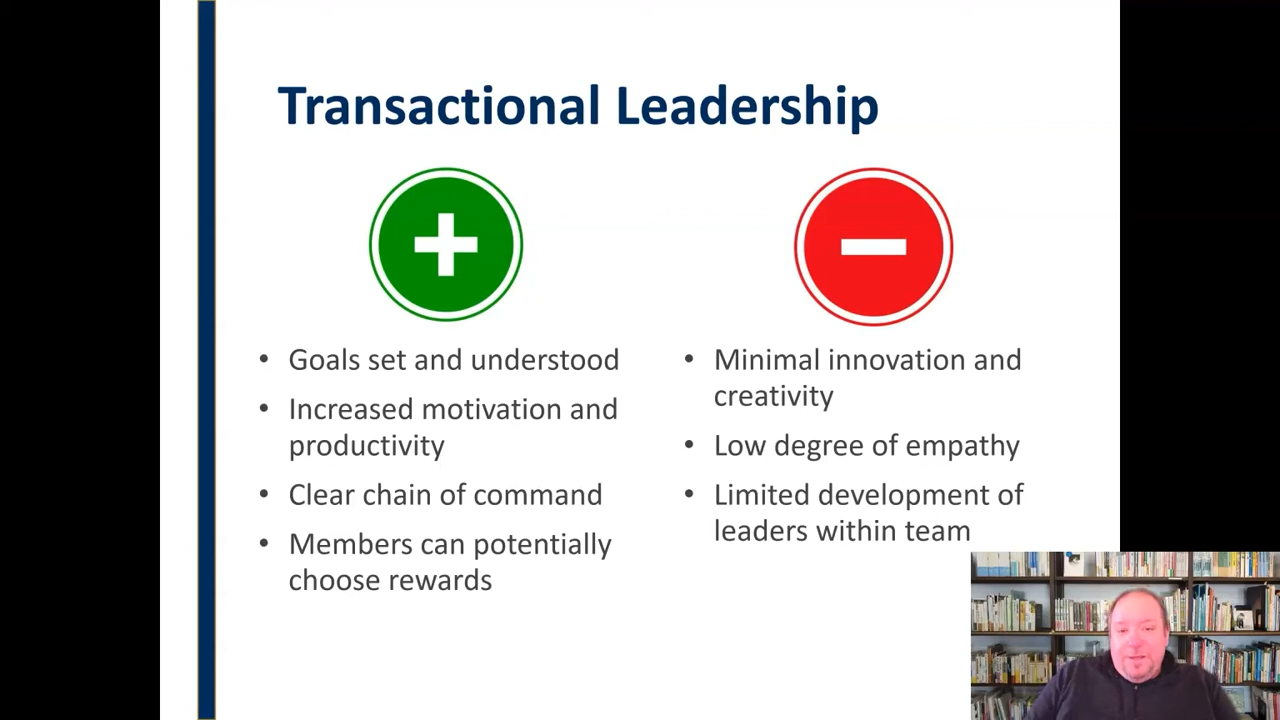 Transactional Leadership
• Goals set and understood
• Increased motivation and
productivity
• Clear chain of command
• Members can potentially
choose rewards
• Minimal innovation and
creativity
• Low degree of empathy
• Limited development of
leaders within team